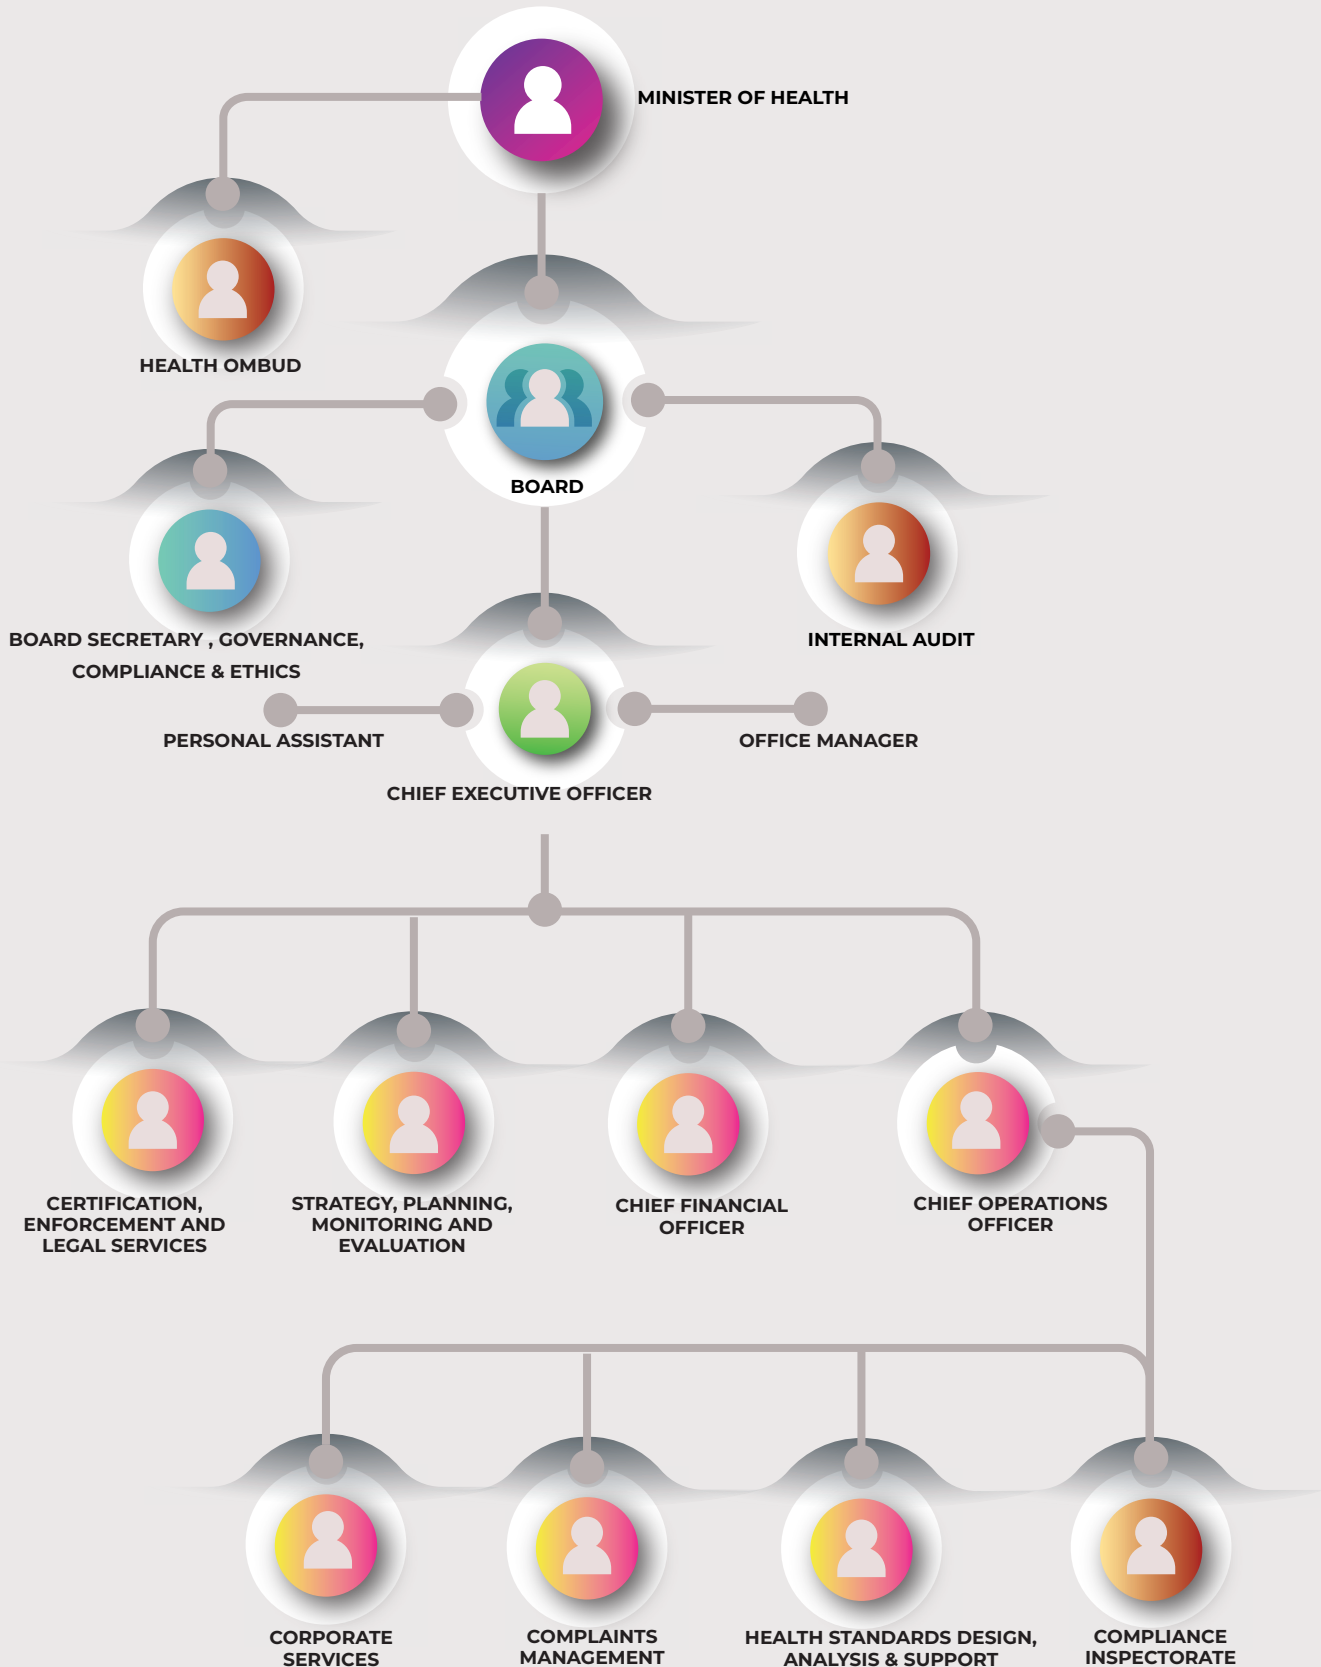 MINISTER OF HEALTH
HEALTH OMBUD
BOARD
BOARD SECRETARY , GOVERNANCE,
COMPLIANCE & ETHICS
INTERNAL AUDIT
PERSONAL ASSISTANT
OFFICE MANAGER
CHIEF EXECUTIVE OFFICER
CERTIFICATION,
ENFORCEMENT AND
LEGAL SERVICES
STRATEGY, PLANNING,
MONITORING AND
EVALUATION
CHIEF FINANCIAL
OFFICER
CHIEF OPERATIONS
OFFICER
CORPORATE
SERVICES
COMPLAINTS
MANAGEMENT
HEALTH STANDARDS DESIGN,
ANALYSIS & SUPPORT
COMPLIANCE
INSPECTORATE